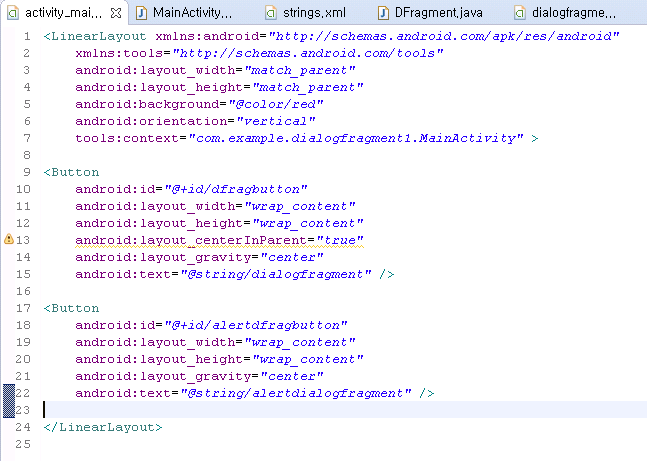 activity_mai... MainActivity... strings.xml DFragment.java dialogfragme...
1 <LinearLayout xmlns:android="http://schemas.android.com/apk/res/android"
2 xmlns:tools="http://schemas.android.com/tools"
3 android:layout_width="match_parent"
4 android:layout_height="match_parent"
5 android:background="@color/red"
6 android:orientation="vertical"
7 tools:context="com.example.dialogfragment1.MainActivity" >
8
9 <Button
10 android:id="@+id/dfragbutton"
11 android:layout_width="wrap_content"
12 android:layout_height="wrap_content"
13 android:layout_centerInParent="true"
14 android:layout_gravity="center"
15 android:text="@string/dialogfragment" />
16
17 <Button
18 android:id="@+id/alertdfragbutton"
19 android:layout_width="wrap_content"
20 android:layout_height="wrap_content"
21 android:layout_gravity="center"
22 android:text="@string/alertdialogfragment" />
23
24 </LinearLayout>
25